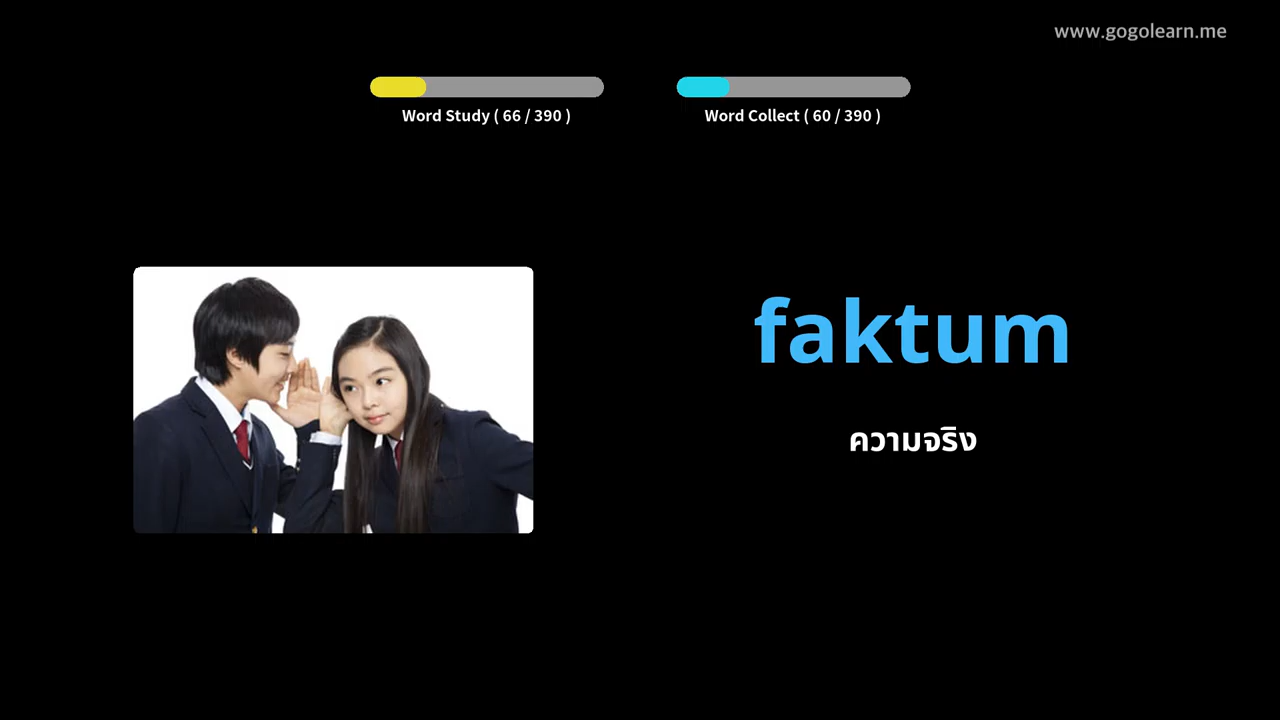 www.gogolearn.me
Word Study ( 66 / 390 )
Word Collect ( 60 / 390 )
faktum
ความจริง